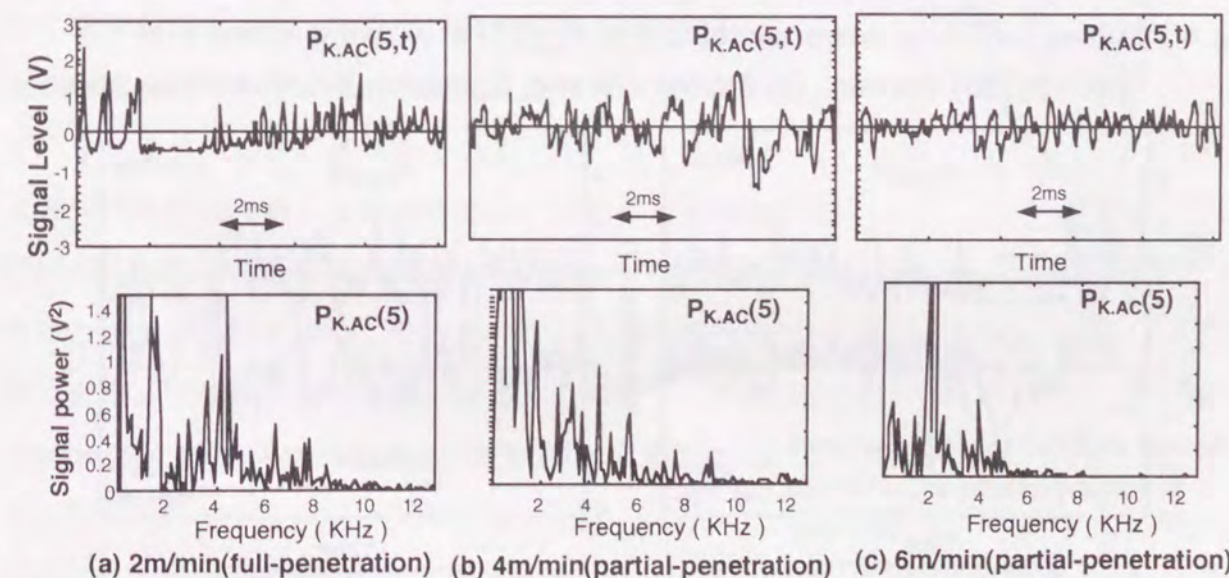 3
2
1
0
-1
-2
-3
Signal Level (V)
P_K.AC(5,t)
2ms
Time
P_K.AC(5,t)
2ms
Time
P_K.AC(5,t)
2ms
Time
1.4
1.2
1
0.8
0.6
0.4
0.2
0
Signal power (V²)
P_K.AC(5)
2 4 6 8 10 12
Frequency ( KHz)
P_K.AC(5)
2 4 6 8 10 12
Frequency ( KHz)
P_K.AC(5)
2 4 6 8 10 12
Frequency ( KHz)
(a) 2m/min(full-penetration)
(b) 4m/min(partial-penetration)
(c) 6m/min(partial-penetration)